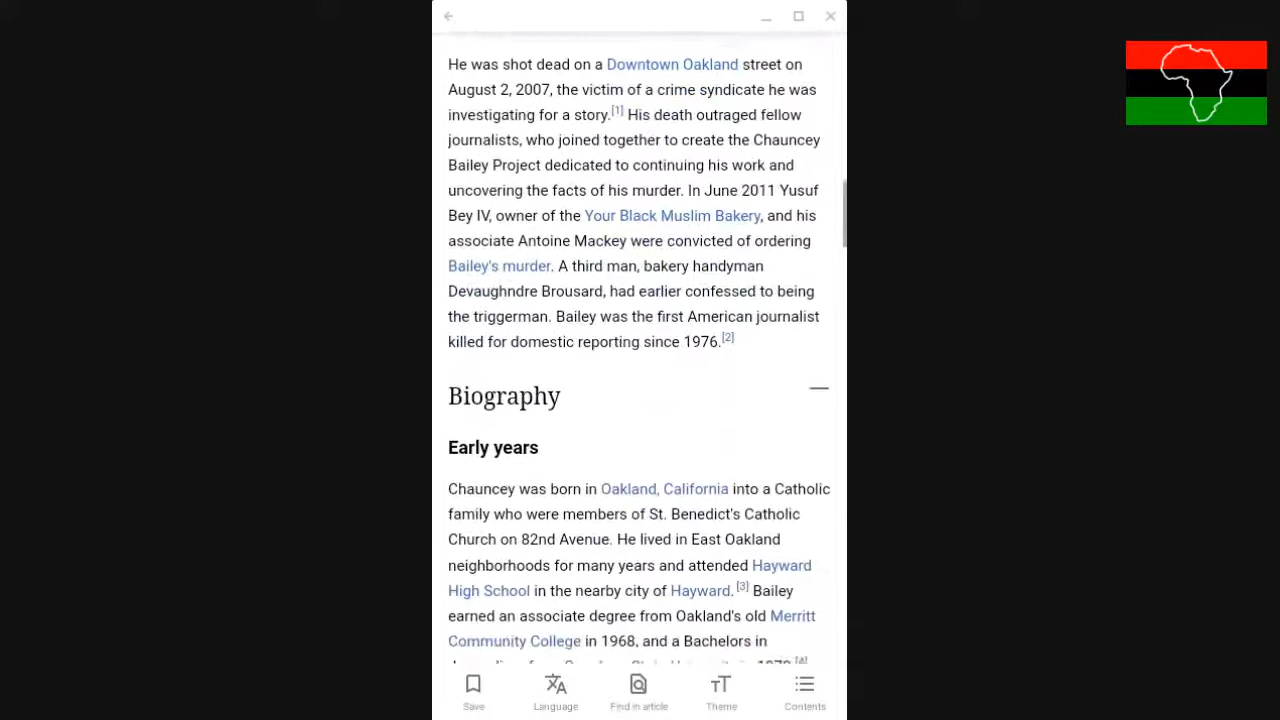 He was shot dead on a Downtown Oakland street on
August 2, 2007, the victim of a crime syndicate he was
investigating for a story.[1] His death outraged fellow
journalists, who joined together to create the Chauncey
Bailey Project dedicated to continuing his work and
uncovering the facts of his murder. In June 2011 Yusuf
Bey IV, owner of the Your Black Muslim Bakery, and his
associate Antoine Mackey were convicted of ordering
Bailey's murder. A third man, bakery handyman
Devaughndre Brousard, had earlier confessed to being
the triggerman. Bailey was the first American journalist
killed for domestic reporting since 1976.[2]
Biography
Early years
Chauncey was born in Oakland, California into a Catholic
family who were members of St. Benedict's Catholic
Church on 82nd Avenue. He lived in East Oakland
neighborhoods for many years and attended Hayward
High School in the nearby city of Hayward. [3] Bailey
earned an associate degree from Oakland's old Merritt
Community College in 1968, and a Bachelors in
Save Language Find in article Theme Contents